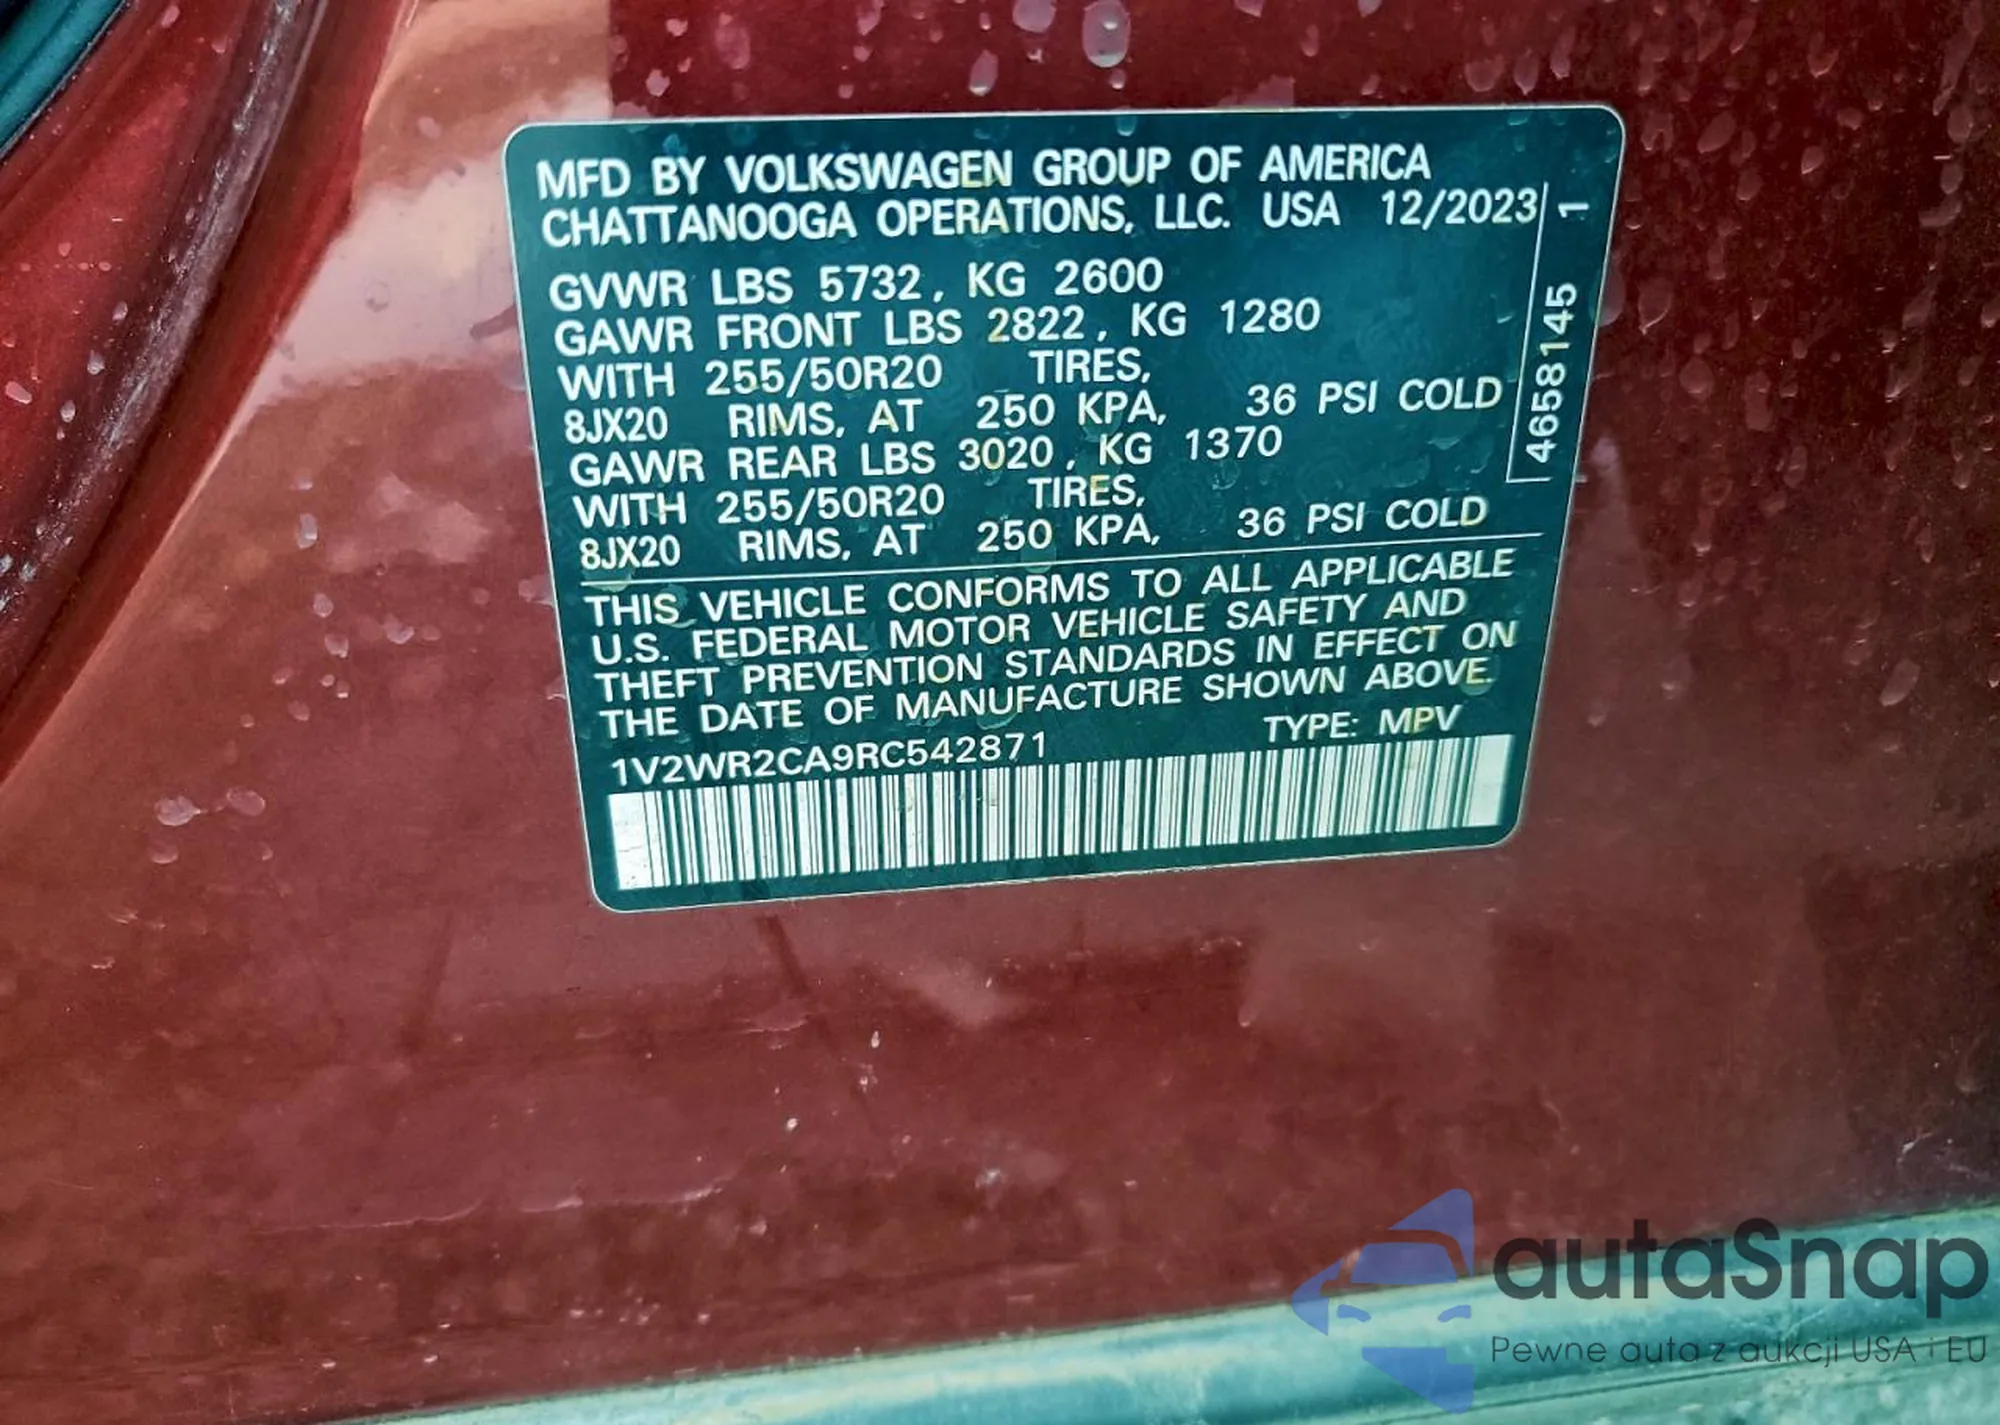 MFD BY VOLKSWAGEN GROUP OF AMERICA
CHATTANOOGA OPERATIONS, LLC. USA 12/2023
GVWR LBS 5732, KG 2600
GAWR FRONT LBS 2822, KG 1280
WITH 255/50R20 TIRES,
8JX20 RIMS, AT 250 KPA, 36 PSI COLD
GAWR REAR LBS 3020, KG 1370
WITH 255/50R20 TIRES,
8JX20 RIMS, AT 250 KPA, 36 PSI COLD
4658145 1
THIS VEHICLE CONFORMS TO ALL APPLICABLE
U.S. FEDERAL MOTOR VEHICLE SAFETY AND
THEFT PREVENTION STANDARDS IN EFFECT ON
THE DATE OF MANUFACTURE SHOWN ABOVE.
1V2WR2CA9RC542871 TYPE: MPV
autaSnap
Pewne auta z aukcji USA i EU